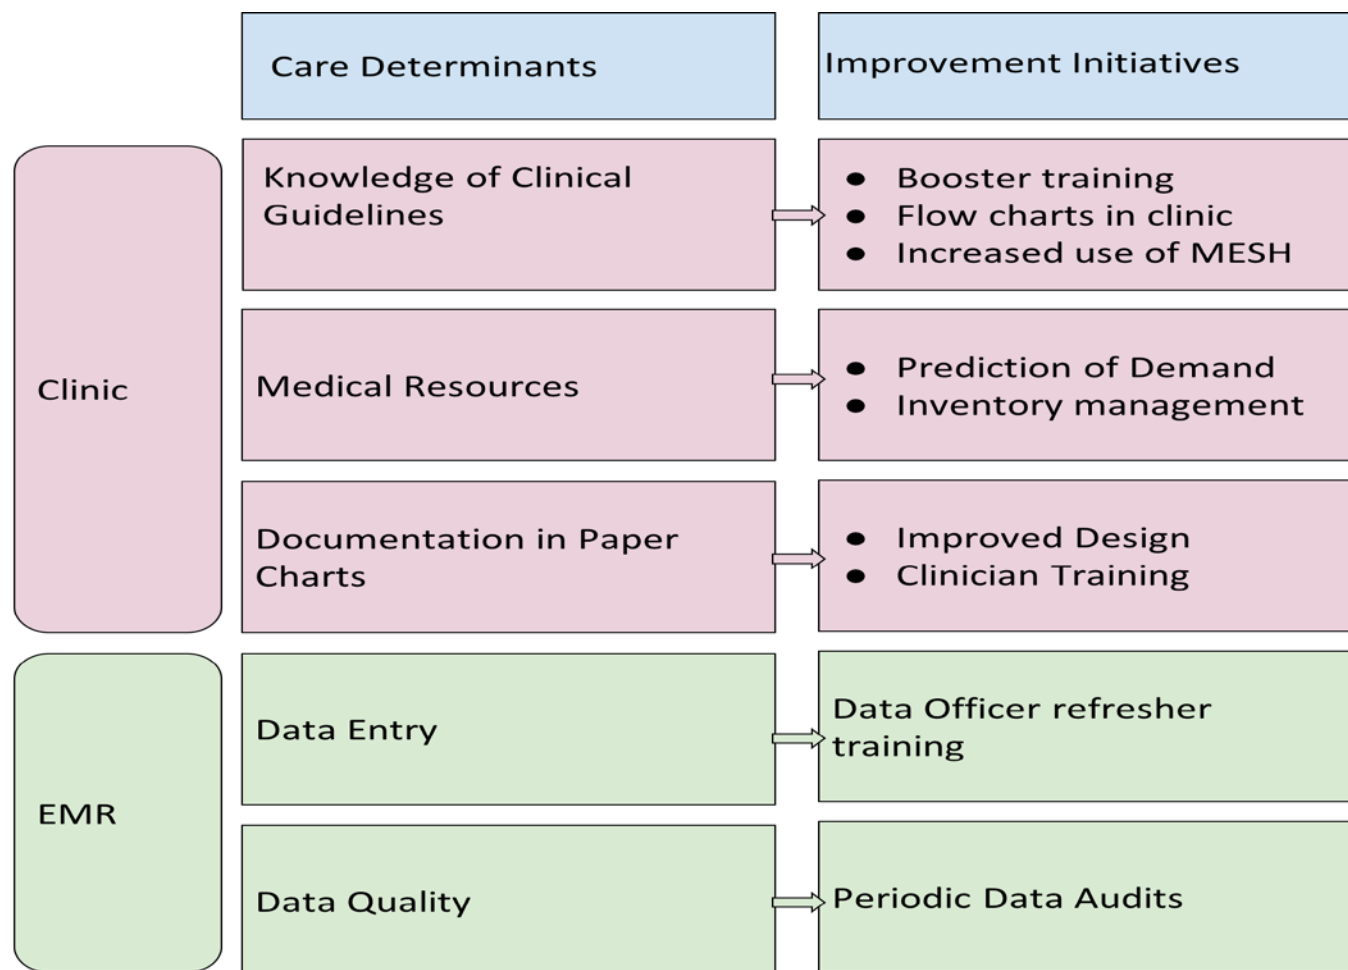 Care Determinants
Improvement Initiatives
Clinic
Knowledge of Clinical
Guidelines
● Booster training
● Flow charts in clinic
● Increased use of MESH
Medical Resources
● Prediction of Demand
● Inventory management
Documentation in Paper
Charts
● Improved Design
● Clinician Training
EMR
Data Entry
Data Officer refresher
training
Data Quality
Periodic Data Audits